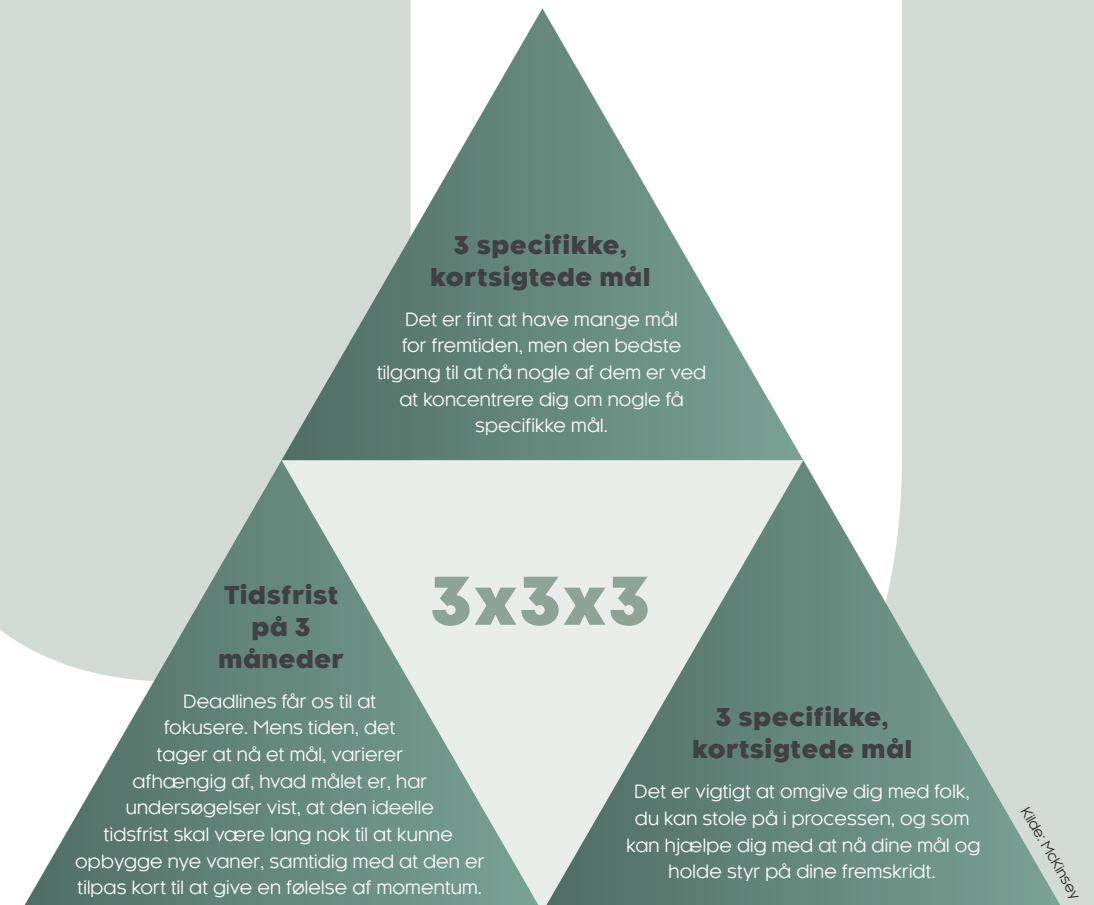 3 specifikke,
kortsigtede mål
Det er fint at have mange mål
for fremtiden, men den bedste
tilgang til at nå nogle af dem er ved
at koncentrere dig om nogle få
specifikke mål.
3x3x3
Tidsfrist
på 3
måneder
Deadlines får os til at
fokusere. Mens tiden, det
tager at nå et mål, varierer
afhængig af, hvad målet er, har
undersøgelser vist, at den ideelle
tidsfrist skal være lang nok til at kunne
opbygge nye vaner, samtidig med at den er
tilpas kort til at give en følelse af momentum.
3 specifikke,
kortsigtede mål
Det er vigtigt at omgive dig med folk,
du kan stole på i processen, og som
kan hjælpe dig med at nå dine mål og
holde styr på dine fremskridt.
Kilde: McKinsey